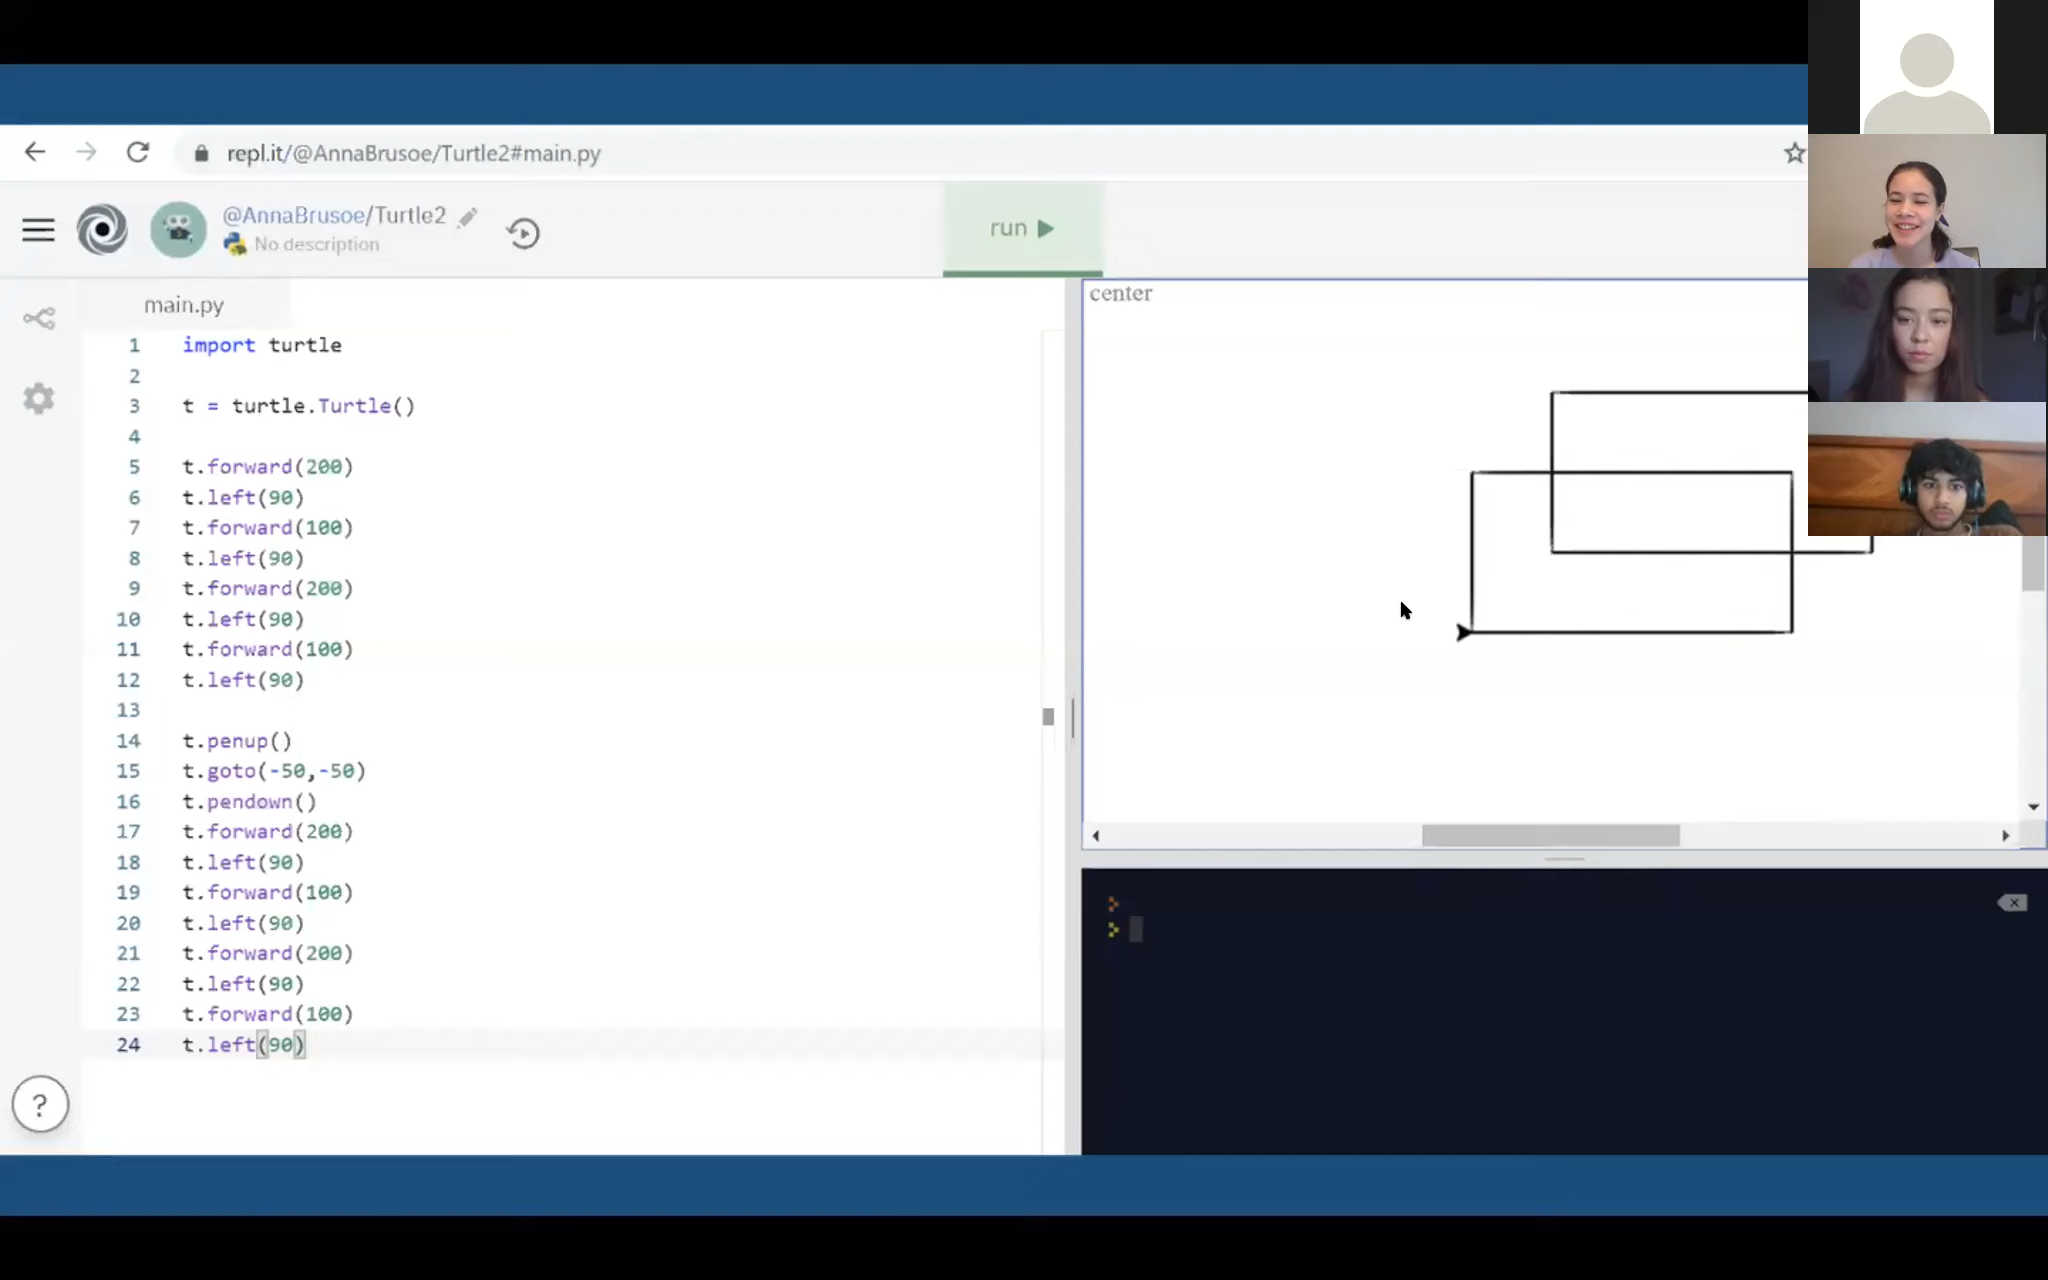 repl.it/@AnnaBrusoe/Turtle2#main.py
@AnnaBrusoe/Turtle2
No description
run
main.py
center
1 import turtle
2
3 t = turtle.Turtle()
4
5 t.forward(200)
6 t.left(90)
7 t.forward(100)
8 t.left(90)
9 t.forward(200)
10 t.left(90)
11 t.forward(100)
12 t.left(90)
13
14 t.penup()
15 t.goto(-50,-50)
16 t.pendown()
17 t.forward(200)
18 t.left(90)
19 t.forward(100)
20 t.left(90)
21 t.forward(200)
22 t.left(90)
23 t.forward(100)
24 t.left(90)
?
>
>